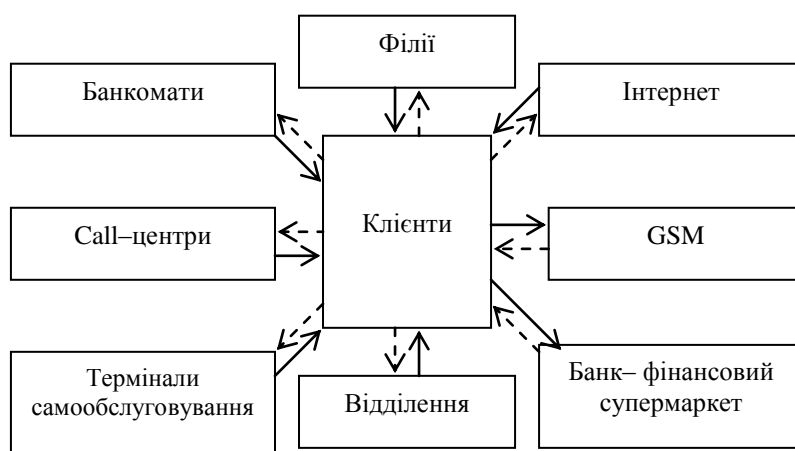 Філії
Банкомати
Інтернет
Call–центри
Клієнти
GSM
Термінали
самообслуговування
Відділення
Банк– фінансовий
супермаркет